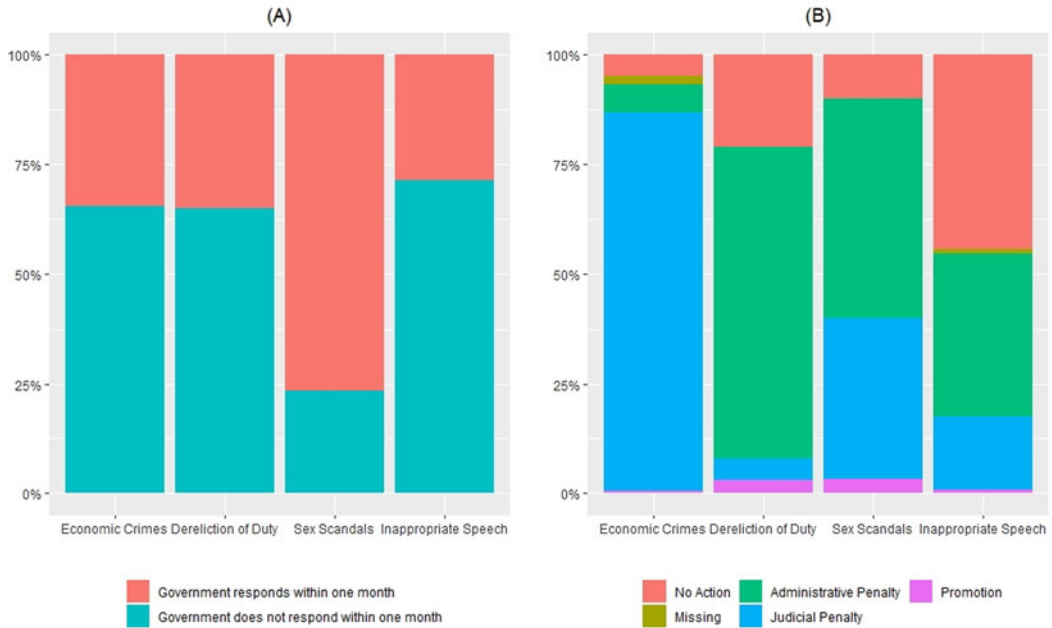 (A)
100%
75%
50%
25%
0%
Economic Crimes Dereliction of Duty Sex Scandals Inappropriate Speech
Government responds within one month
Government does not respond within one month
(B)
100%
75%
50%
25%
0%
Economic Crimes Dereliction of Duty Sex Scandals Inappropriate Speech
No Action Administrative Penalty Promotion
Missing Judicial Penalty